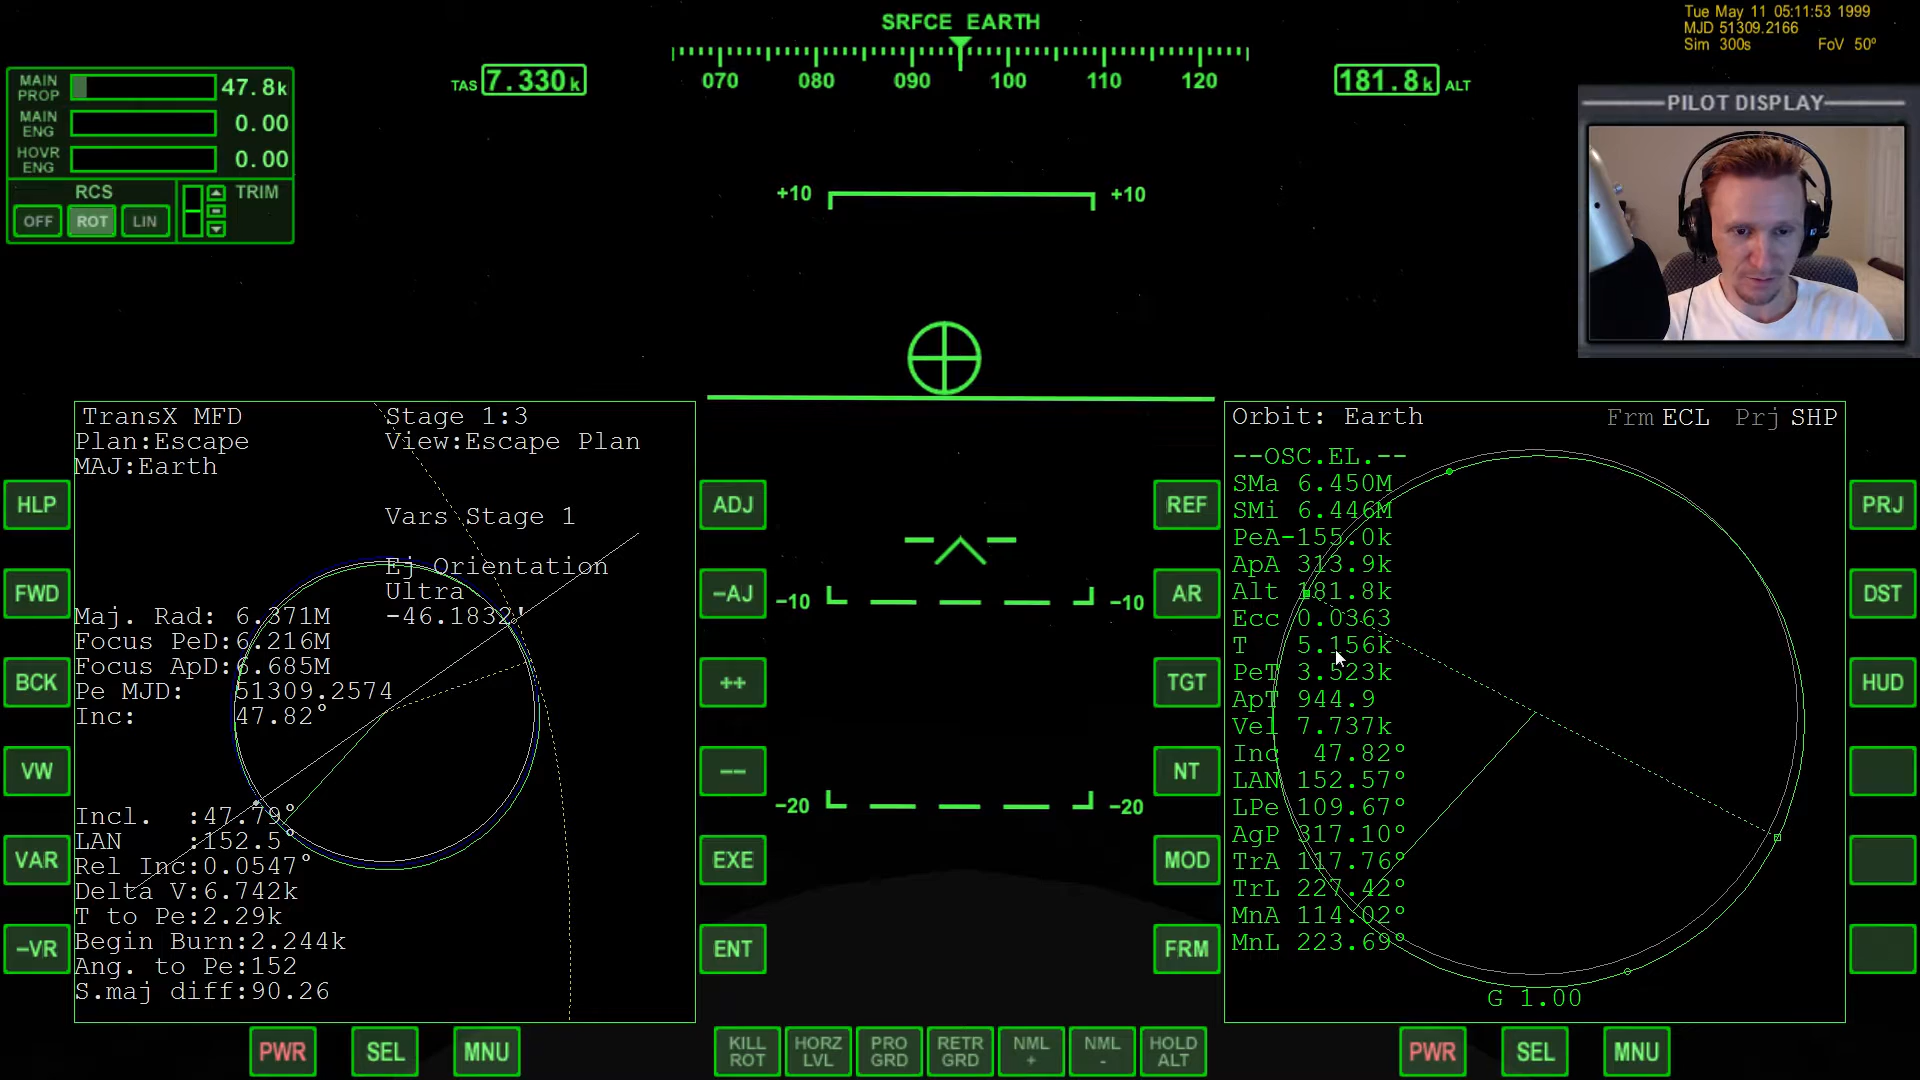 SRFCE EARTH
Tue May 11 05:11:53 1999
MJD 51309.2166
Sim 300s FoV 50°
MAIN PROP 47.8k
MAIN ENG 0.00
HOVR ENG 0.00
RCS TRIM
OFF ROT LIN
TAS 7.330k
070 080 090 100 110 120
181.8k ALT
PILOT DISPLAY
+10 +10
-10 -10
-20 -20
TransX MFD Stage 1:3
Plan:Escape View:Escape Plan
MAJ:Earth
Vars Stage 1
Ej Orientation
Ultra
Maj. Rad: 6.371M -46.1832'
Focus PeD:6.216M
Focus ApD:6.685M
Pe MJD: 51309.2574
Inc: 47.82°
Incl. :47.79°
LAN :152.5°
Rel Inc:0.0547°
Delta V:6.742k
T to Pe:2.29k
Begin Burn:2.244k
Ang. to Pe:152
S.maj diff:90.26
HLP
FWD
BCK
VW
VAR
-VR
ADJ
-AJ
++
--
EXE
ENT
PWR SEL MNU
KILL ROT
HORZ LVL
PRO GRD
RETR GRD
NML +
NML -
HOLD ALT
REF
AR
TGT
NT
MOD
FRM
Orbit: Earth Frm ECL Prj SHP
--OSC.EL.--
SMa 6.450M
SMi 6.446M
PeA-155.0k
ApA 313.9k
Alt 181.8k
Ecc 0.0363
T 5.156k
PeT 3.523k
ApT 944.9
Vel 7.737k
Inc 47.82°
LAN 152.57°
LPe 109.67°
AgP 317.10°
TrA 117.76°
TrL 227.42°
MnA 114.02°
MnL 223.69°
G 1.00
PRJ
DST
HUD
PWR SEL MNU